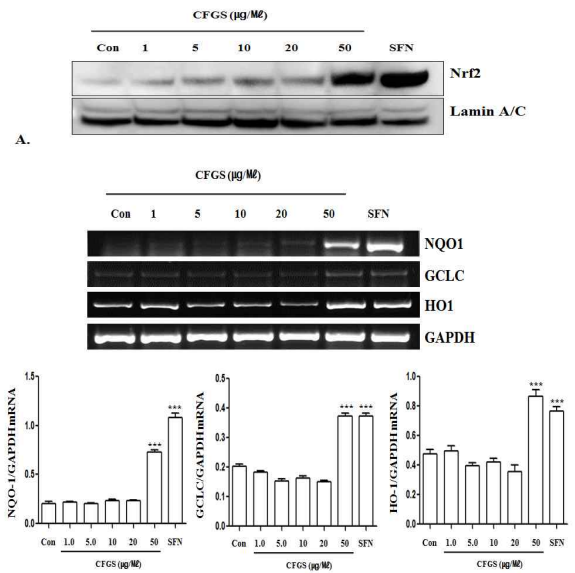 CFGS (μg/㎖)
Con 1 5 10 20 50 SFN
Nrf2
Lamin A/C
A.
CFGS (μg/㎖)
Con 1 5 10 20 50 SFN
NQO1
GCLC
HO1
GAPDH
NQO-1/GAPDH mRNA
1.5
1.0
0.5
0.0
***
***
Con 1.0 5.0 10 20 50 SFN
CFGS (μg/㎖)
GCLC/GAPDH mRNA
0.5
0.4
0.3
0.2
0.1
0.0
*** ***
Con 1.0 5.0 10 20 50 SFN
CFGS (μg/㎖)
HO-1/GAPDH mRNA
1.0
0.8
0.6
0.4
0.2
0.0
***
***
Con 1.0 5.0 10 20 50 SFN
CFGS (μg/㎖)